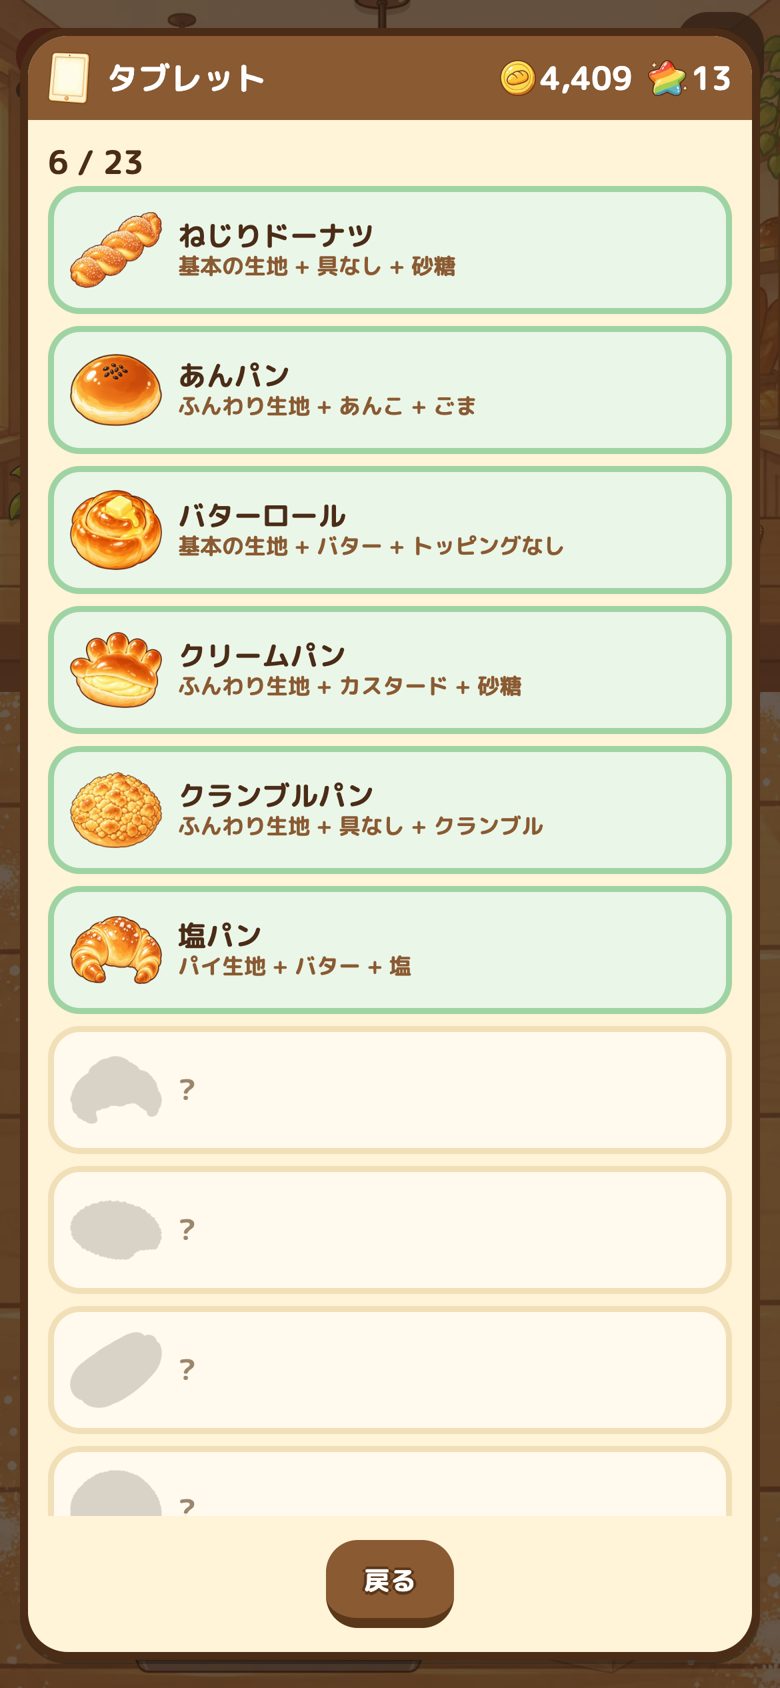 タブレット
4,409
13
6 / 23
ねじりドーナツ
基本の生地 + 具なし + 砂糖
あんパン
ふんわり生地 + あんこ + ごま
バターロール
基本の生地 + バター + トッピングなし
クリームパン
ふんわり生地 + カスタード + 砂糖
クランブルパン
ふんわり生地 + 具なし + クランブル
塩パン
パイ生地 + バター + 塩
?
?
?
?
戻る